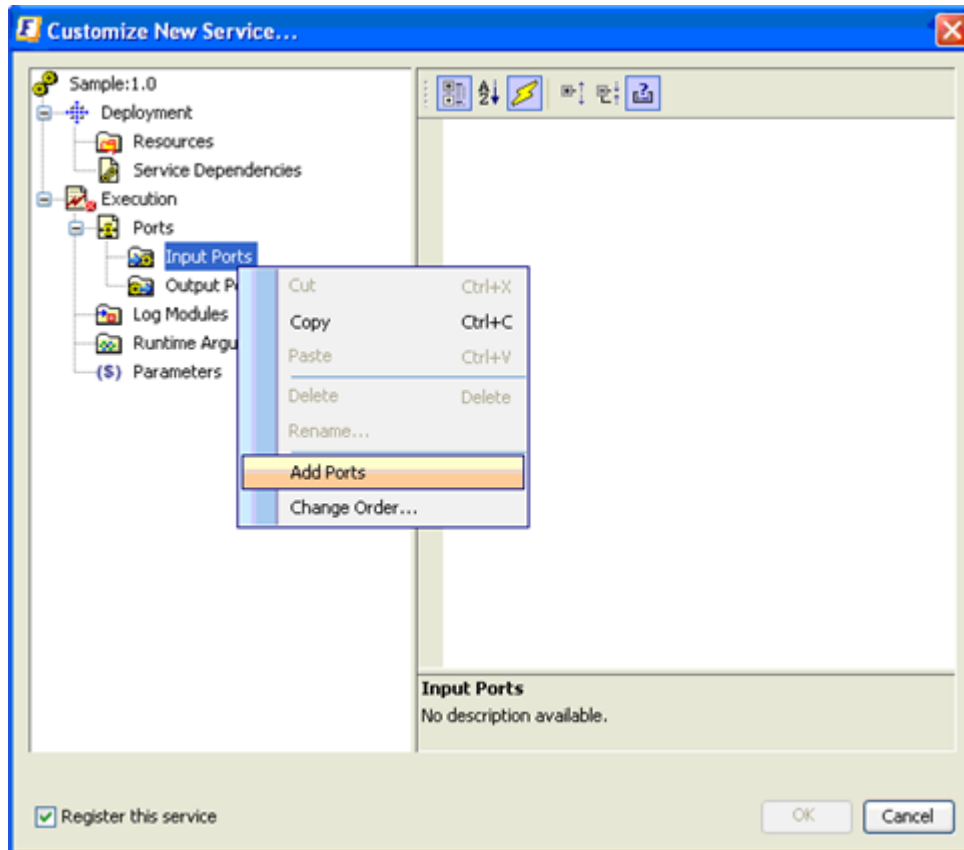 Customize New Service...
Sample:1.0
Deployment
Resources
Service Dependencies
Execution
Ports
Input Ports
Output P
Log Modules
Runtime Argu
($) Parameters
Cut Ctrl+X
Copy Ctrl+C
Paste Ctrl+V
Delete Delete
Rename...
Add Ports
Change Order...
Input Ports
No description available.
Register this service
OK Cancel